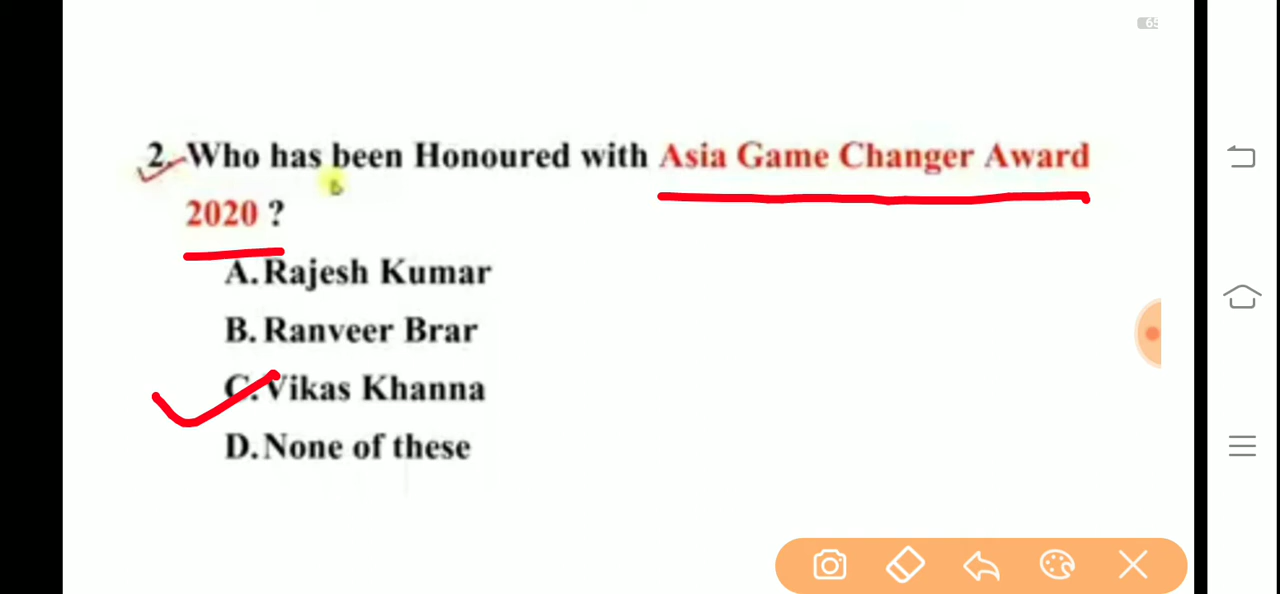 65
2. Who has been Honoured with Asia Game Changer Award
2020 ?
A. Rajesh Kumar
B. Ranveer Brar
C. Vikas Khanna
D. None of these